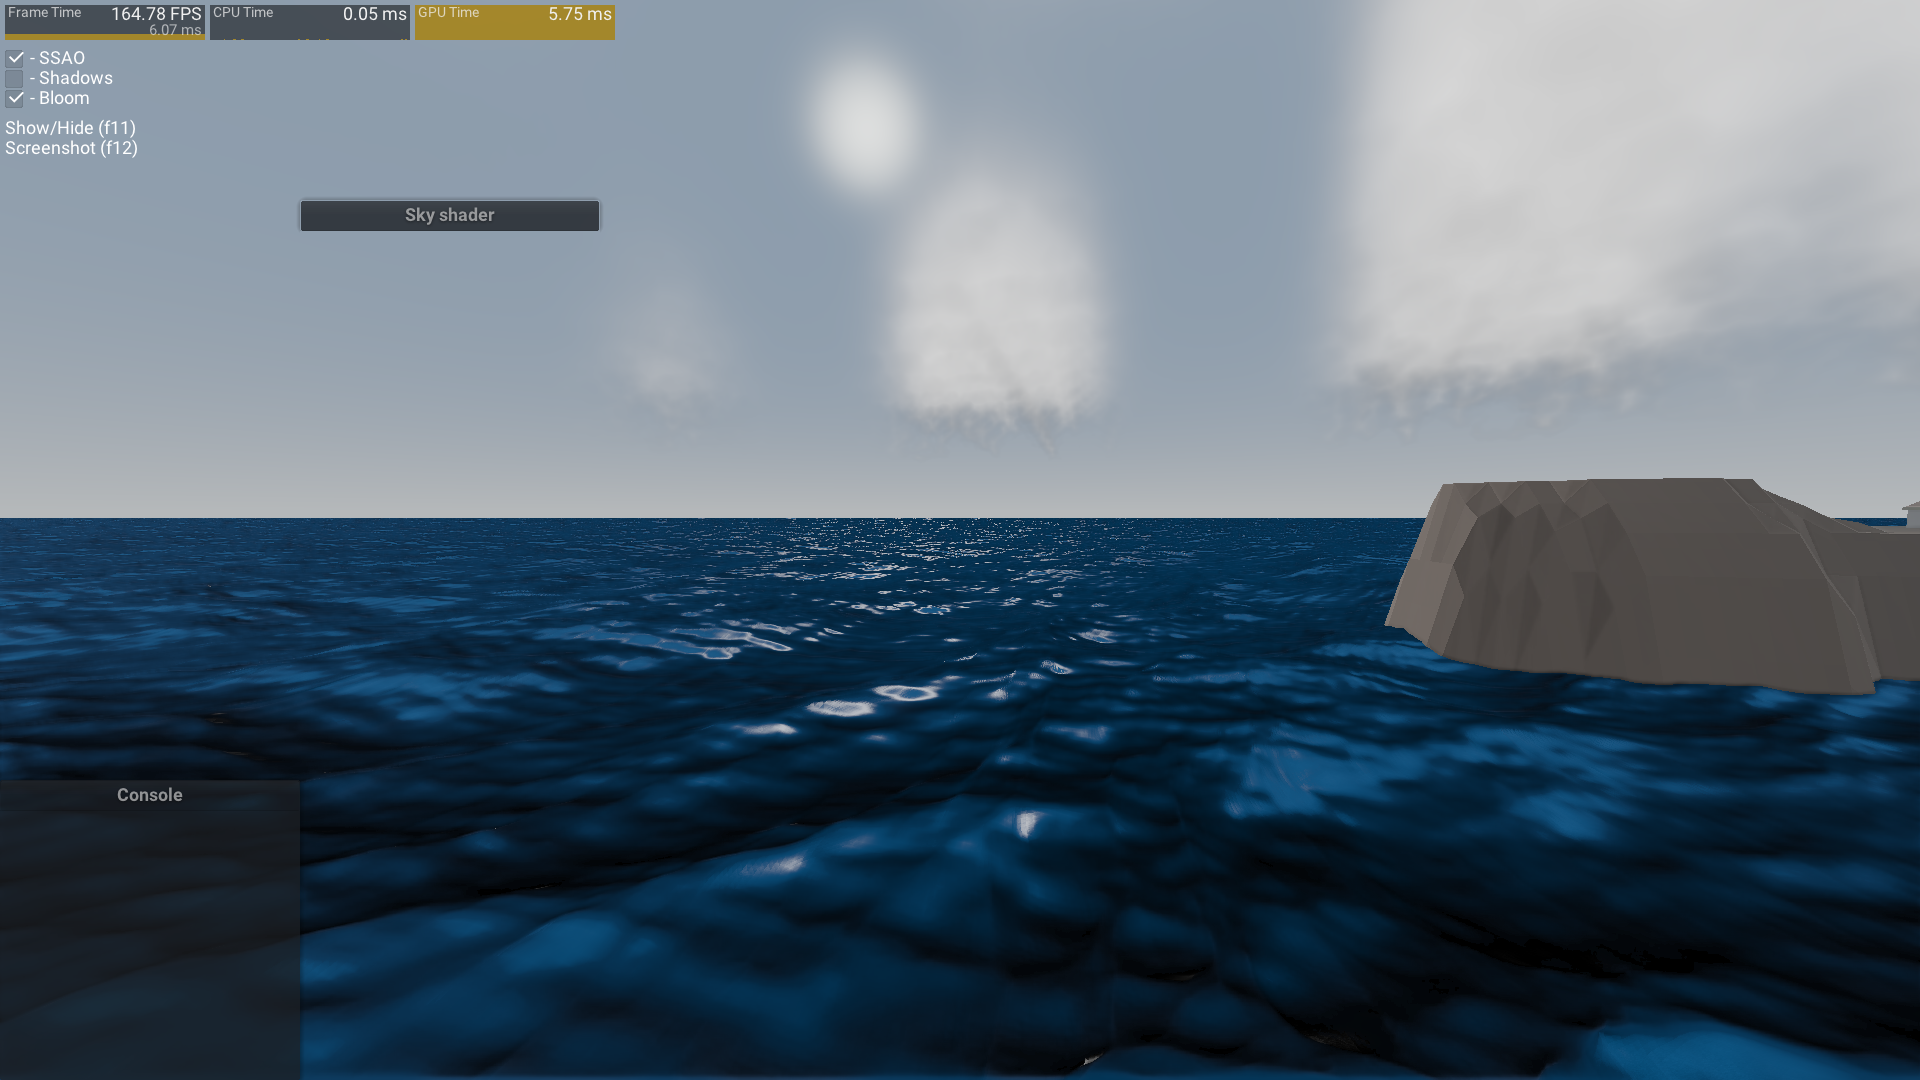 Frame Time 164.78 FPS
6.07 ms
CPU Time 0.05 ms
GPU Time 5.75 ms
- SSAO
- Shadows
- Bloom
Show/Hide (f11)
Screenshot (f12)
Sky shader
Console